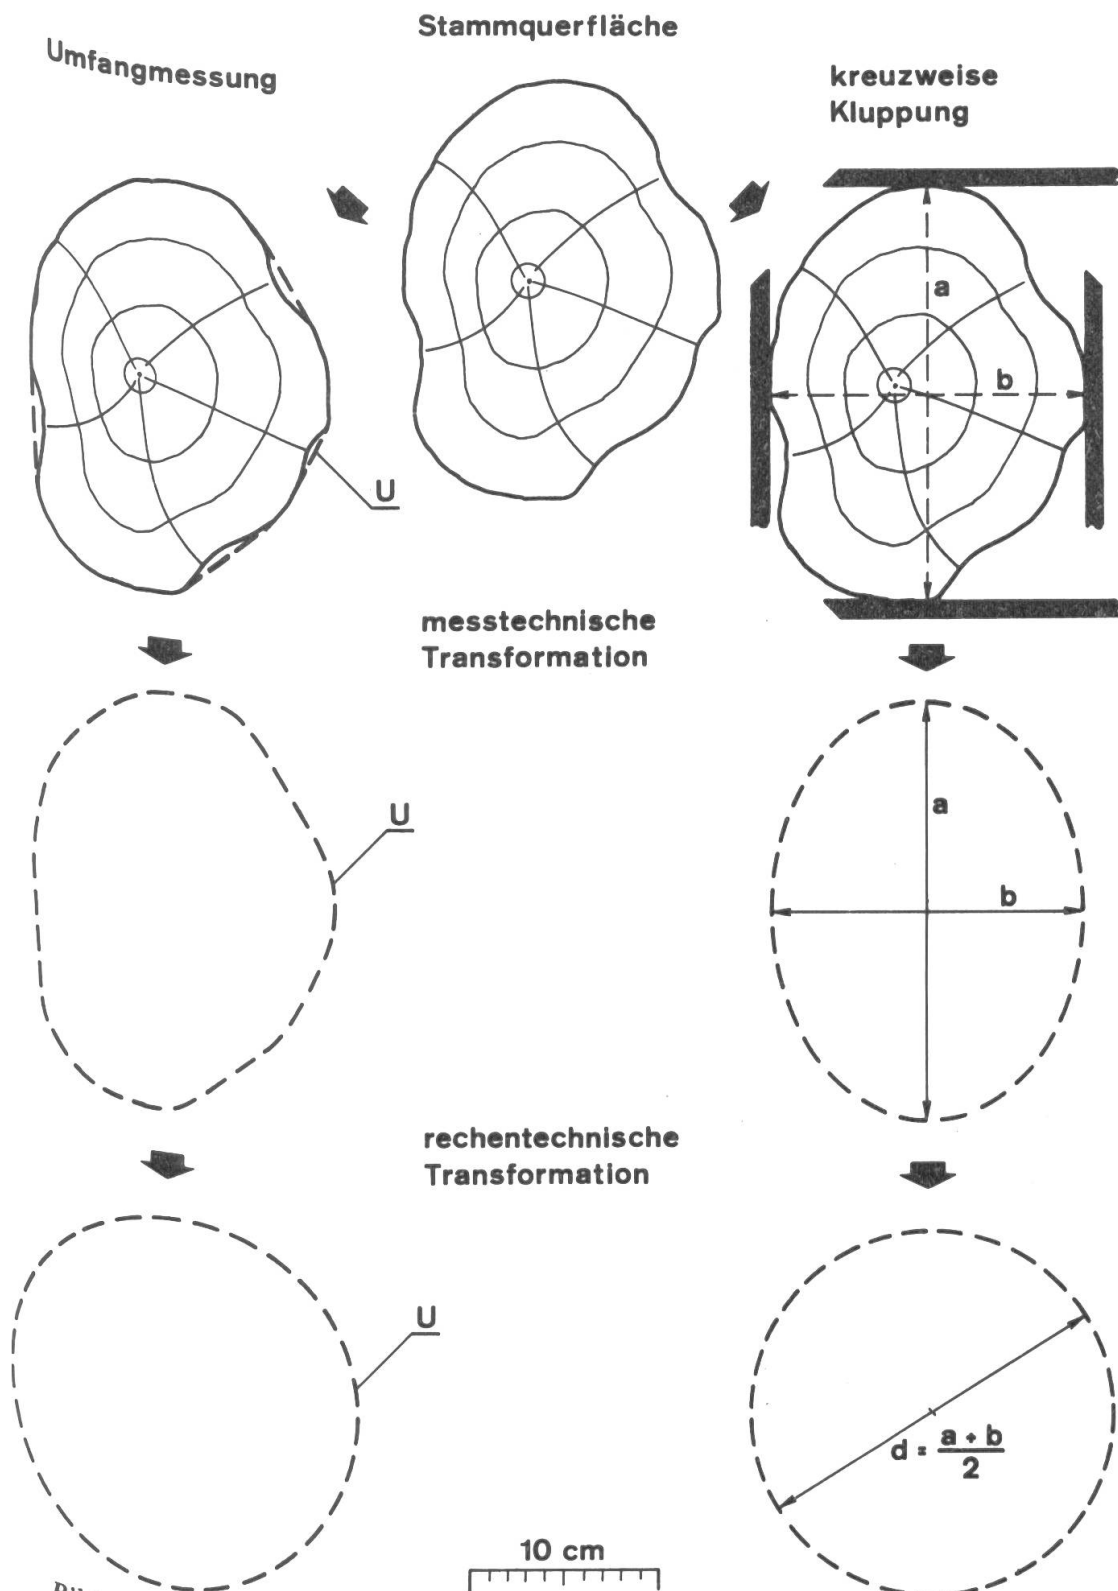 Stammquerfläche
Umfangmessung
kreuzweise
Kluppung
a
b
U
messtechnische
Transformation
U
a
b
rechentechnische
Transformation
U
d = a + b
2
10 cm